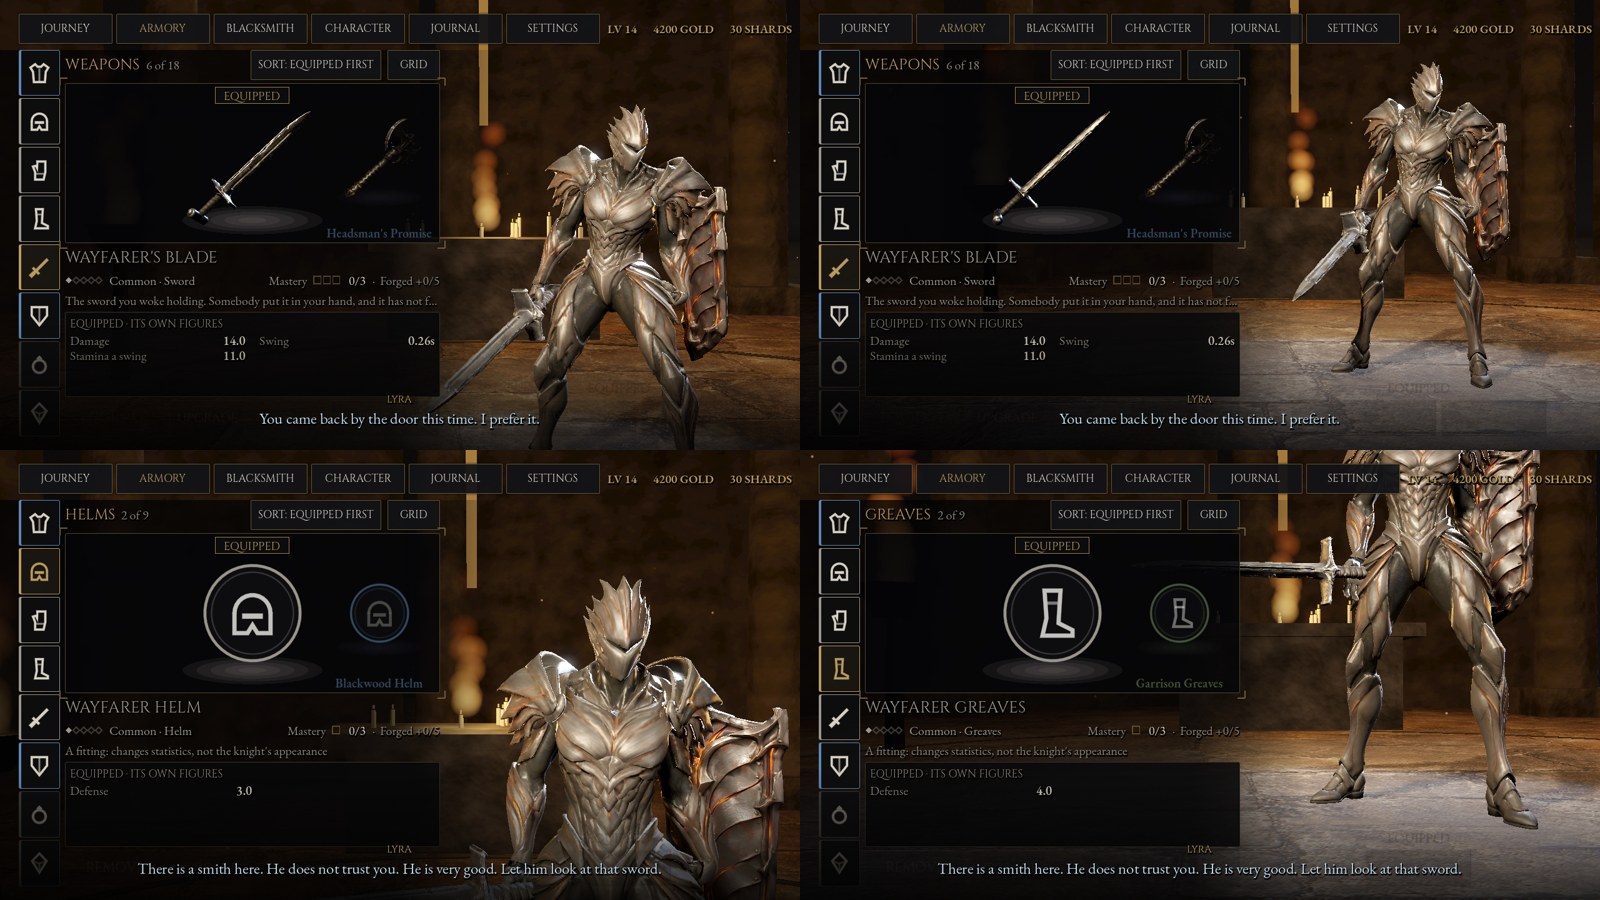 JOURNEY ARMORY BLACKSMITH CHARACTER JOURNAL SETTINGS LV 14 4200 GOLD 30 SHARDS
WEAPONS 6 of 18 SORT: EQUIPPED FIRST GRID
EQUIPPED
Headsman's Promise
WAYFARER'S BLADE
Common · Sword Mastery 0/3 · Forged +0/5
The sword you woke holding. Somebody put it in your hand, and it has not f...
EQUIPPED · ITS OWN FIGURES
Damage 14.0 Swing 0.26s
Stamina a swing 11.0
LYRA
You came back by the door this time. I prefer it.
JOURNEY ARMORY BLACKSMITH CHARACTER JOURNAL SETTINGS LV 14 4200 GOLD 30 SHARDS
WEAPONS 6 of 18 SORT: EQUIPPED FIRST GRID
EQUIPPED
Headsman's Promise
WAYFARER'S BLADE
Common · Sword Mastery 0/3 · Forged +0/5
The sword you woke holding. Somebody put it in your hand, and it has not f...
EQUIPPED · ITS OWN FIGURES
Damage 14.0 Swing 0.26s
Stamina a swing 11.0
EQUIPPED
LYRA
You came back by the door this time. I prefer it.
JOURNEY ARMORY BLACKSMITH CHARACTER JOURNAL SETTINGS LV 14 4200 GOLD 30 SHARDS
HELMS 2 of 9 SORT: EQUIPPED FIRST GRID
EQUIPPED
Blackwood Helm
WAYFARER HELM
Common · Helm Mastery 0/3 · Forged +0/5
A fitting: changes statistics, not the knight's appearance
EQUIPPED · ITS OWN FIGURES
Defense 3.0
LYRA
There is a smith here. He does not trust you. He is very good. Let him look at that sword.
JOURNEY ARMORY BLACKSMITH CHARACTER JOURNAL SETTINGS LV 14 4200 GOLD 30 SHARDS
GREAVES 2 of 9 SORT: EQUIPPED FIRST GRID
EQUIPPED
Garrison Greaves
WAYFARER GREAVES
Common · Greaves Mastery 0/3 · Forged +0/5
A fitting: changes statistics, not the knight's appearance
EQUIPPED · ITS OWN FIGURES
Defense 4.0
EQUIPPED
LYRA
There is a smith here. He does not trust you. He is very good. Let him look at that sword.